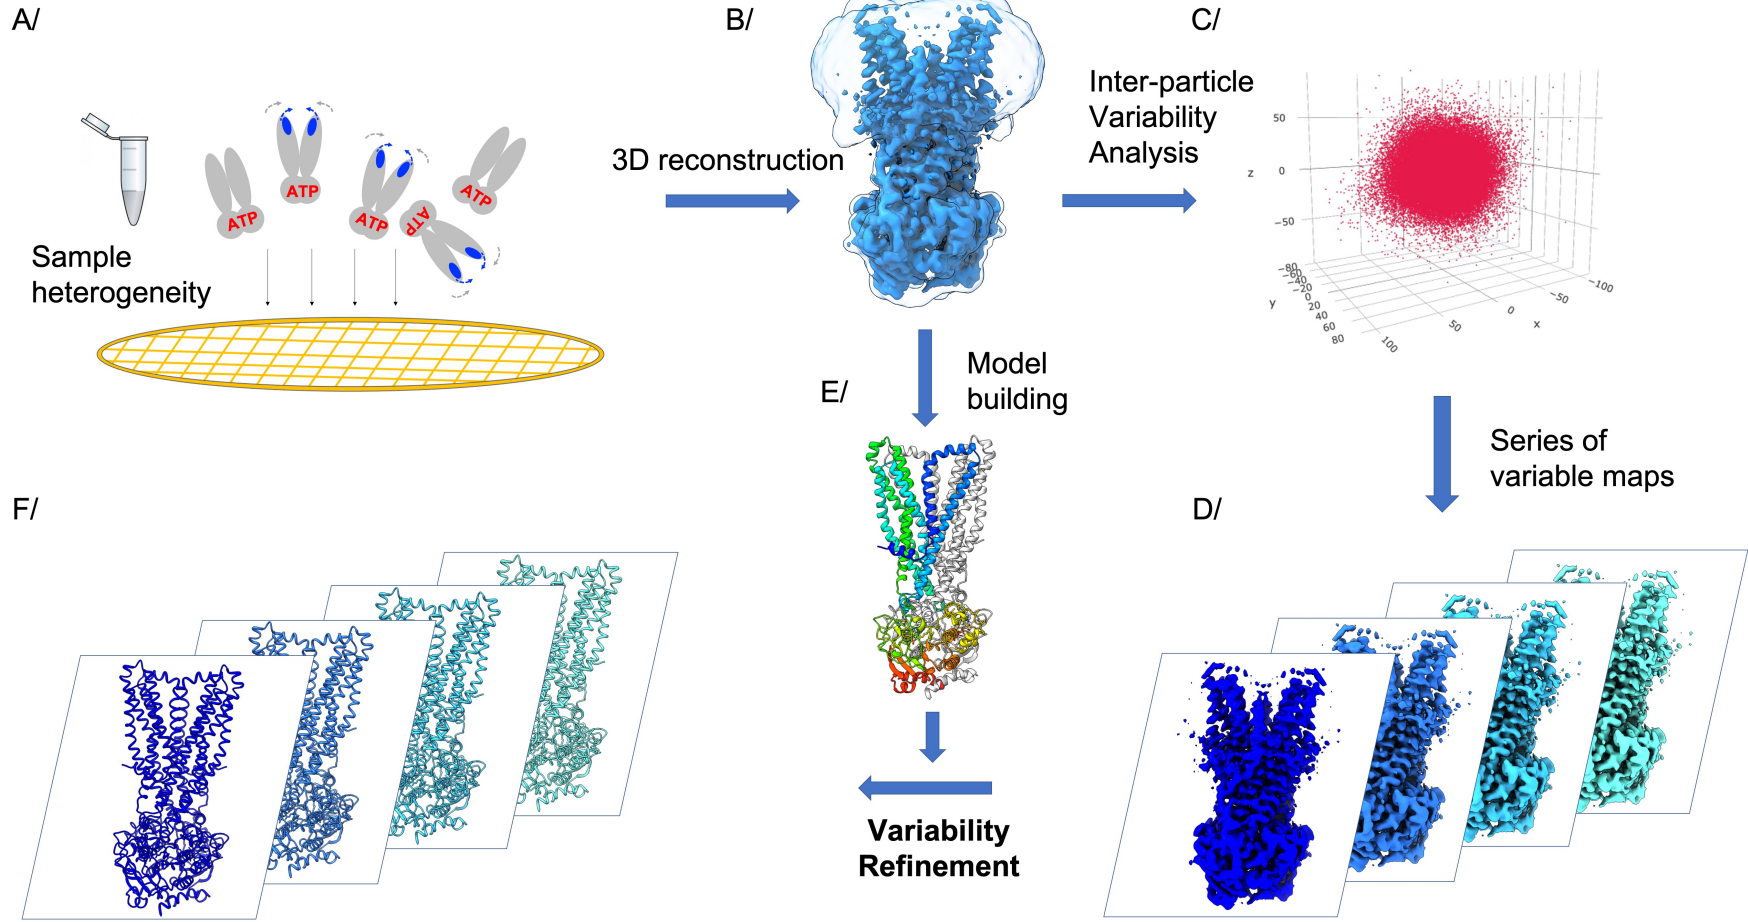 A/
B/
C/
Sample
heterogeneity
ATP
ATP
ATP
ATP
ATP
3D reconstruction
Inter-particle
Variability
Analysis
50
z
0
−50
−80
−60
−40
−20
0
20
40
60
80
y
100
50
0
−50
−100
x
Model
building
E/
Series of
variable maps
D/
F/
Variability
Refinement